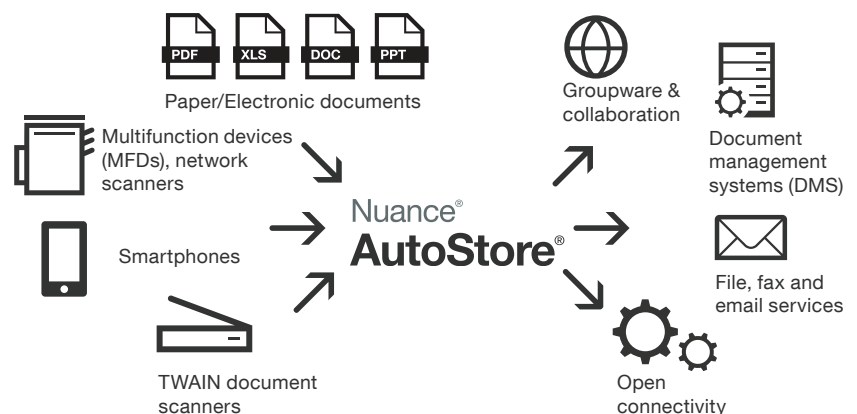 PDF
XLS
DOC
PPT
Paper/Electronic documents
Multifunction devices
(MFDs), network
scanners
Smartphones
TWAIN document
scanners
Nuance®
AutoStore®
Groupware &
collaboration
Document
management
systems (DMS)
File, fax and
email services
Open
connectivity